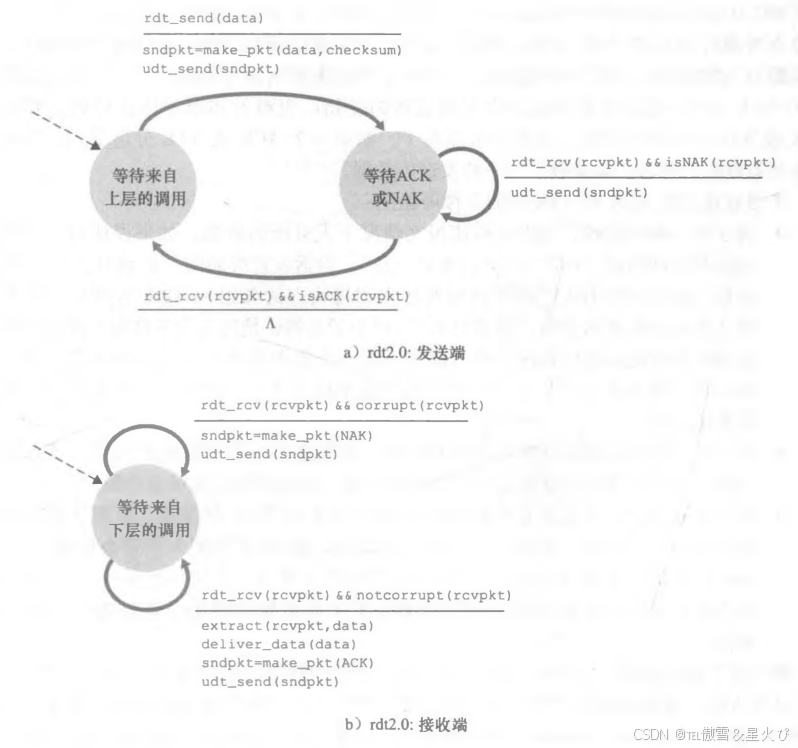 rdt_send(data)
sndpkt=make_pkt(data,checksum)
udt_send(sndpkt)
等待来自
上层的调用
等待ACK
或NAK
rdt_rcv(rcvpkt)&&isNAK(rcvpkt)
udt_send(sndpkt)
rdt_rcv(rcvpkt)&&isACK(rcvpkt)
Λ
a）rdt2.0: 发送端
rdt_rcv(rcvpkt)&&corrupt(rcvpkt)
sndpkt=make_pkt(NAK)
udt_send(sndpkt)
等待来自
下层的调用
rdt_rcv(rcvpkt)&&notcorrupt(rcvpkt)
extract(rcvpkt,data)
deliver_data(data)
sndpkt=make_pkt(ACK)
udt_send(sndpkt)
b）rdt2.0: 接收端
CSDN @℡傲雪＆星火ぴ